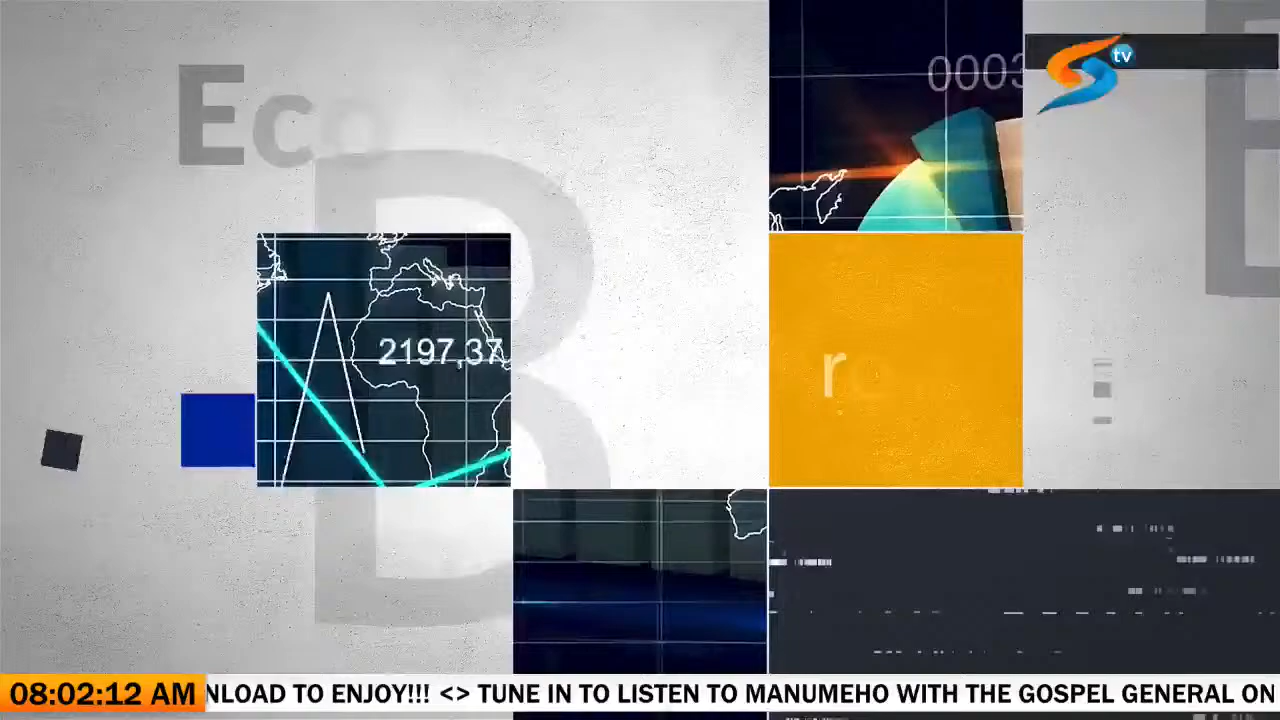 0003
tv
Eco
B
2197,37
r
08:02:12 AM
NLOAD TO ENJOY!!! <> TUNE IN TO LISTEN TO MANUMEHO WITH THE GOSPEL GENERAL ON